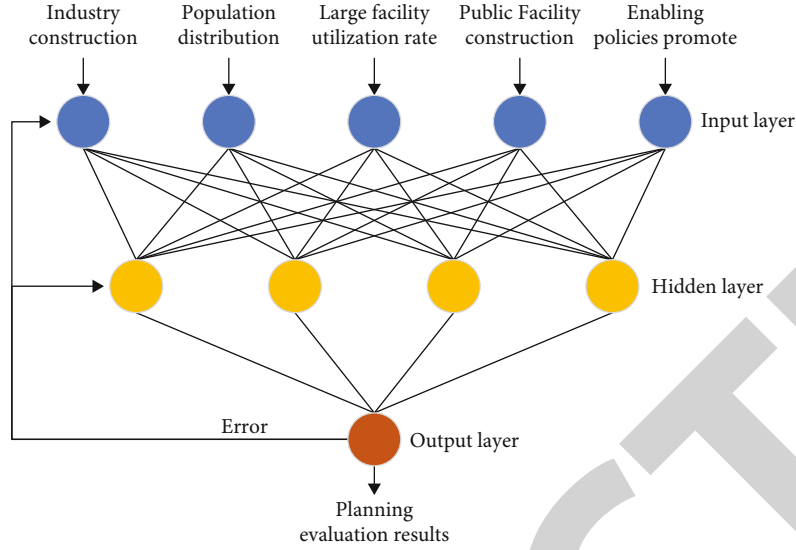 Industry
construction
Population
distribution
Large facility
utilization rate
Public Facility
construction
Enabling
policies promote
Input layer
Hidden layer
Error
Output layer
Planning
evaluation results